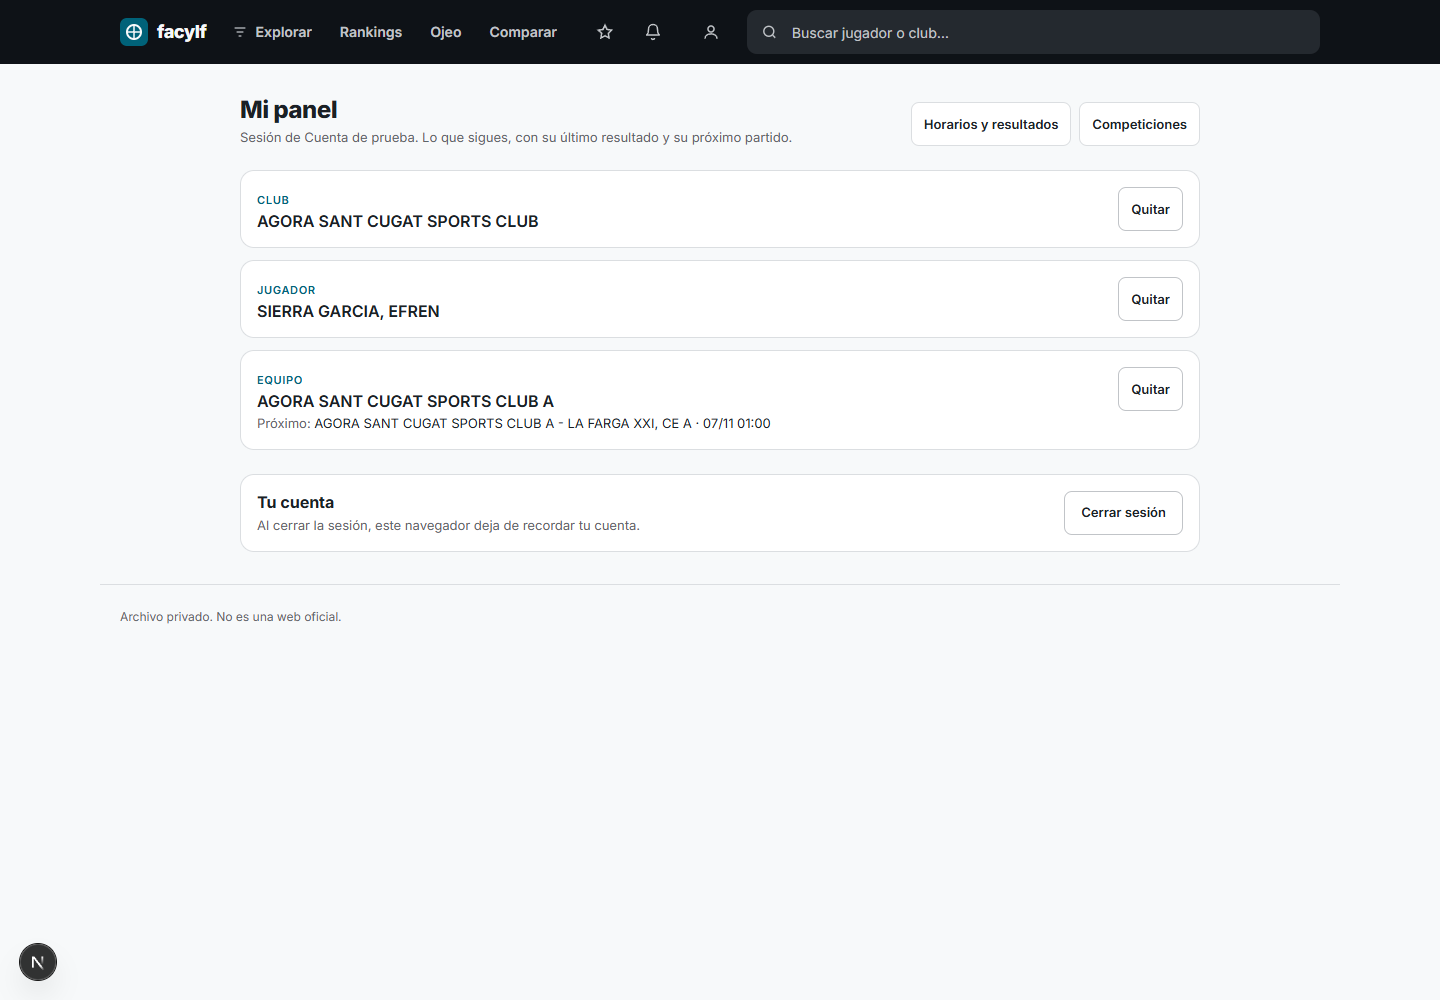 facylf
Explorar
Rankings
Ojeo
Comparar
Buscar jugador o club...
Mi panel
Sesión de Cuenta de prueba. Lo que sigues, con su último resultado y su próximo partido.
Horarios y resultados
Competiciones
CLUB
AGORA SANT CUGAT SPORTS CLUB
Quitar
JUGADOR
SIERRA GARCIA, EFREN
Quitar
EQUIPO
AGORA SANT CUGAT SPORTS CLUB A
Próximo: AGORA SANT CUGAT SPORTS CLUB A - LA FARGA XXI, CE A · 07/11 01:00
Quitar
Tu cuenta
Al cerrar la sesión, este navegador deja de recordar tu cuenta.
Cerrar sesión
Archivo privado. No es una web oficial.
N